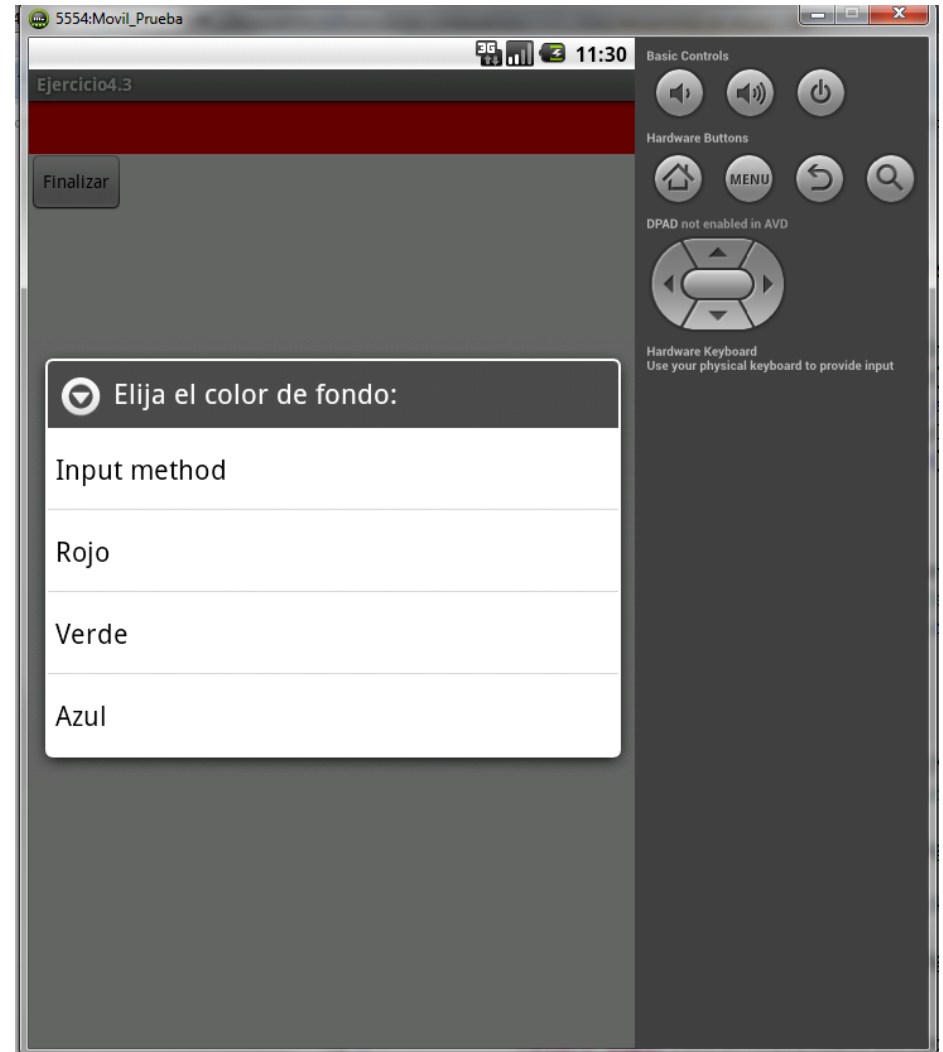 5554:Movil_Prueba
3G 11:30
Ejercicio4.3
Finalizar
Elija el color de fondo:
Input method
Rojo
Verde
Azul
Basic Controls
Hardware Buttons
MENU
DPAD not enabled in AVD
Hardware Keyboard
Use your physical keyboard to provide input